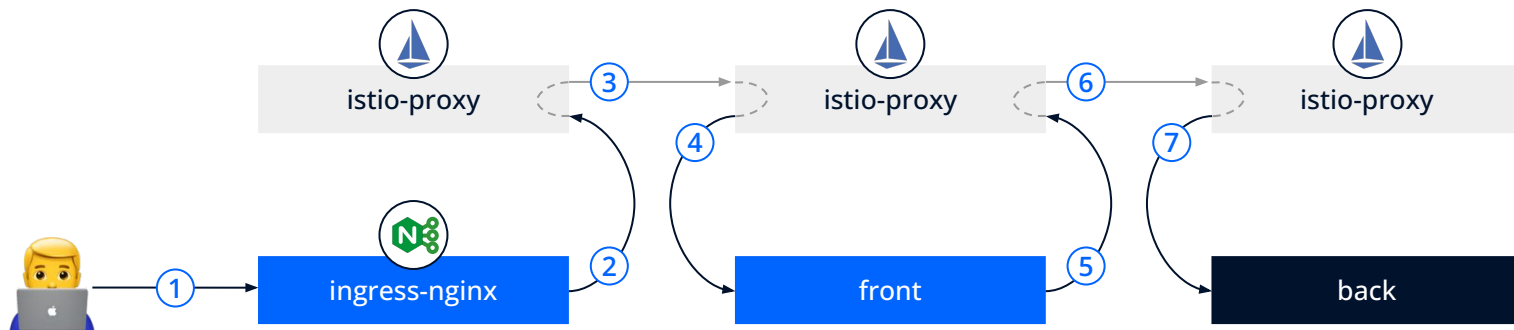 istio-proxy
3
istio-proxy
6
istio-proxy
4
7
N
1
ingress-nginx
2
front
5
back